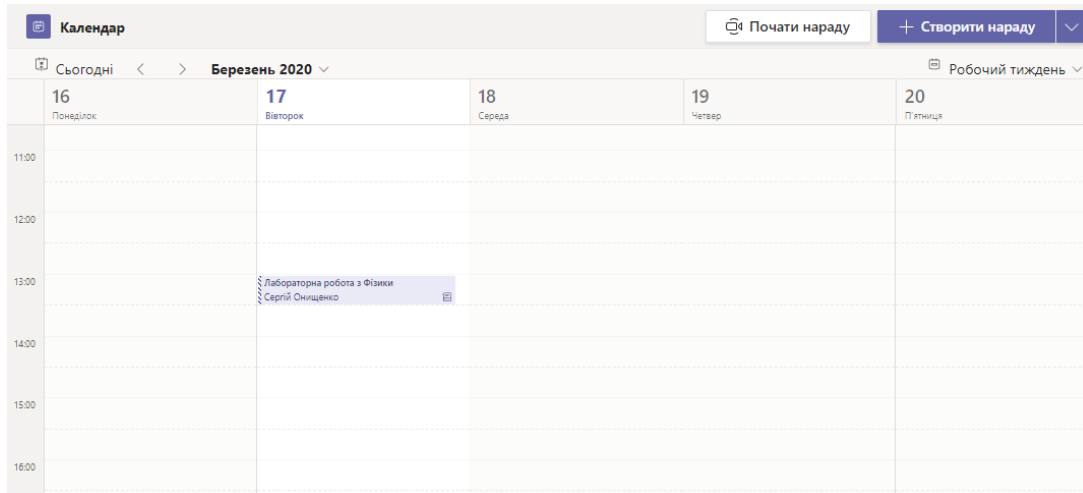 Календар
Почати нараду
+ Створити нараду
Сьогодні < > Березень 2020
Робочий тиждень
16 17 18 19 20
Понеділок Вівторок Середа Четвер П'ятниця
11:00
12:00
13:00
Лабораторна робота з Фізики
Сергій Онищенко
14:00
15:00
16:00